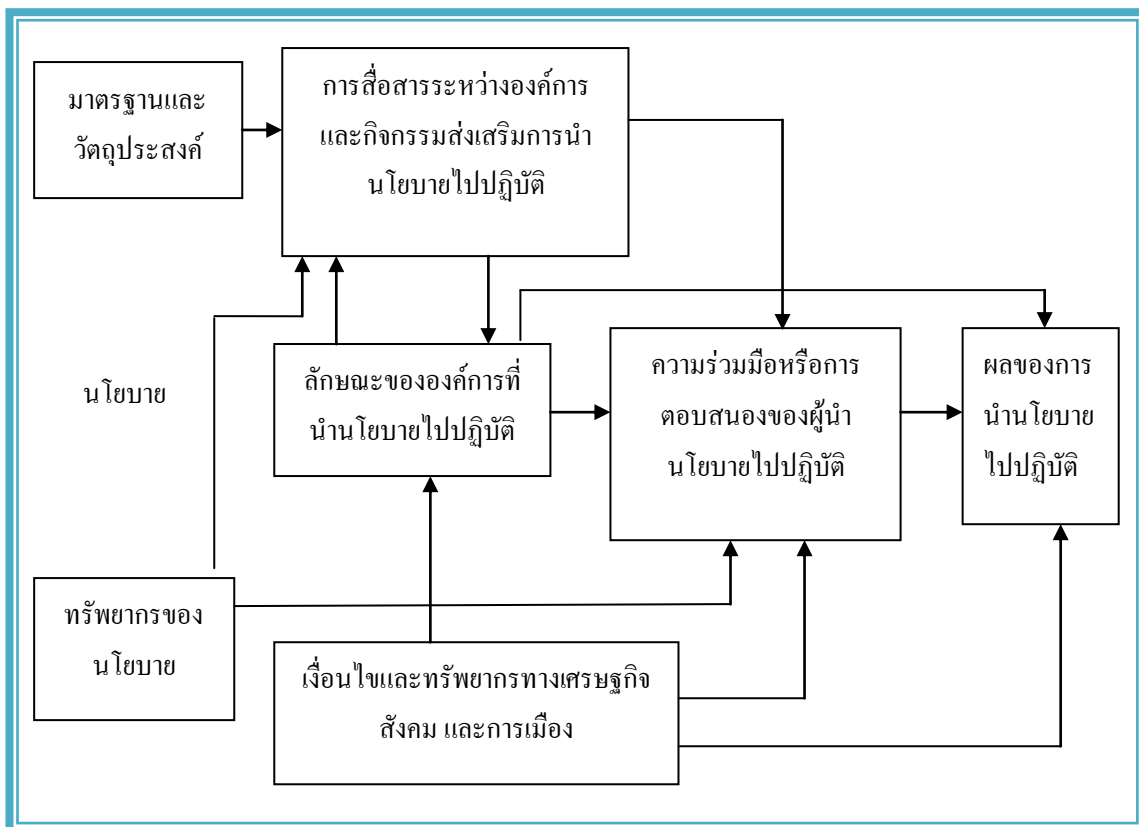 มาตรฐานและ
วัตถุประสงค์
การสื่อสารระหว่างองค์การ
และกิจกรรมส่งเสริมการนำ
นโยบายไปปฏิบัติ
นโยบาย
ลักษณะขององค์การที่
นำนโยบายไปปฏิบัติ
ความร่วมมือหรือการ
ตอบสนองของผู้นำ
นโยบายไปปฏิบัติ
ผลของการ
นำนโยบาย
ไปปฏิบัติ
ทรัพยากรของ
นโยบาย
เงื่อนไขและทรัพยากรทางเศรษฐกิจ
สังคม และการเมือง